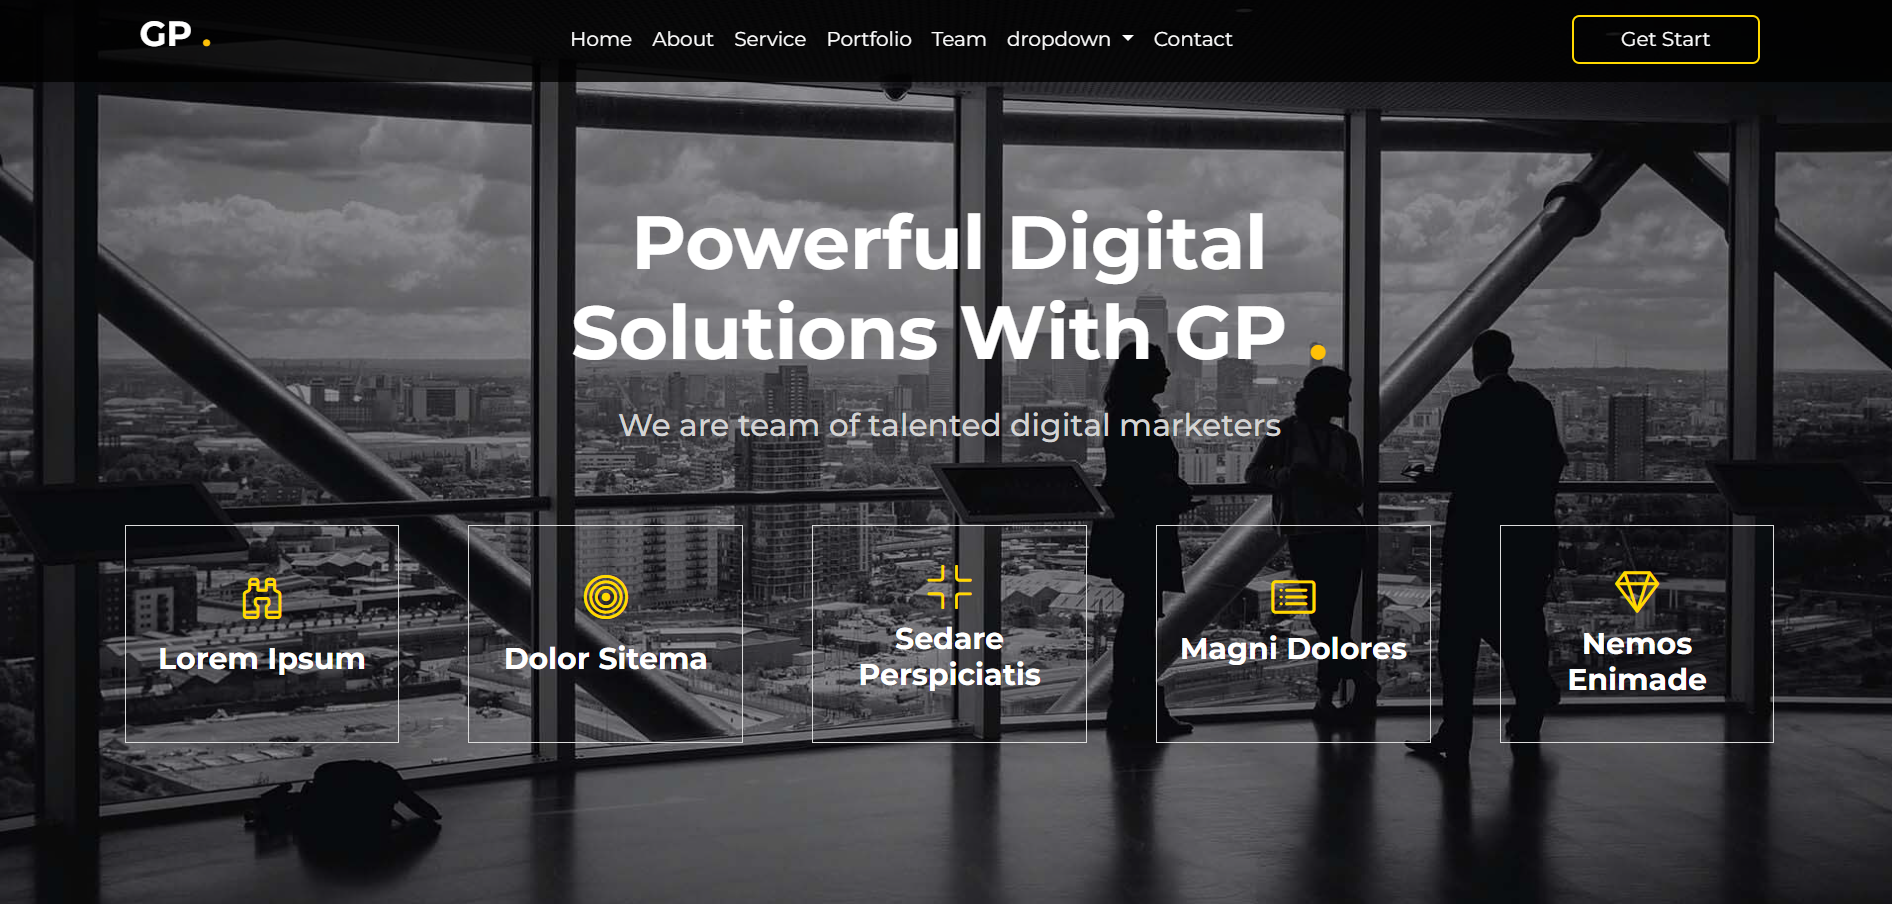 GP .
Home About Service Portfolio Team dropdown Contact
Get Start
Powerful Digital
Solutions With GP .
We are team of talented digital marketers
Lorem Ipsum
Dolor Sitema
Sedare
Perspiciatis
Magni Dolores
Nemos
Enimade